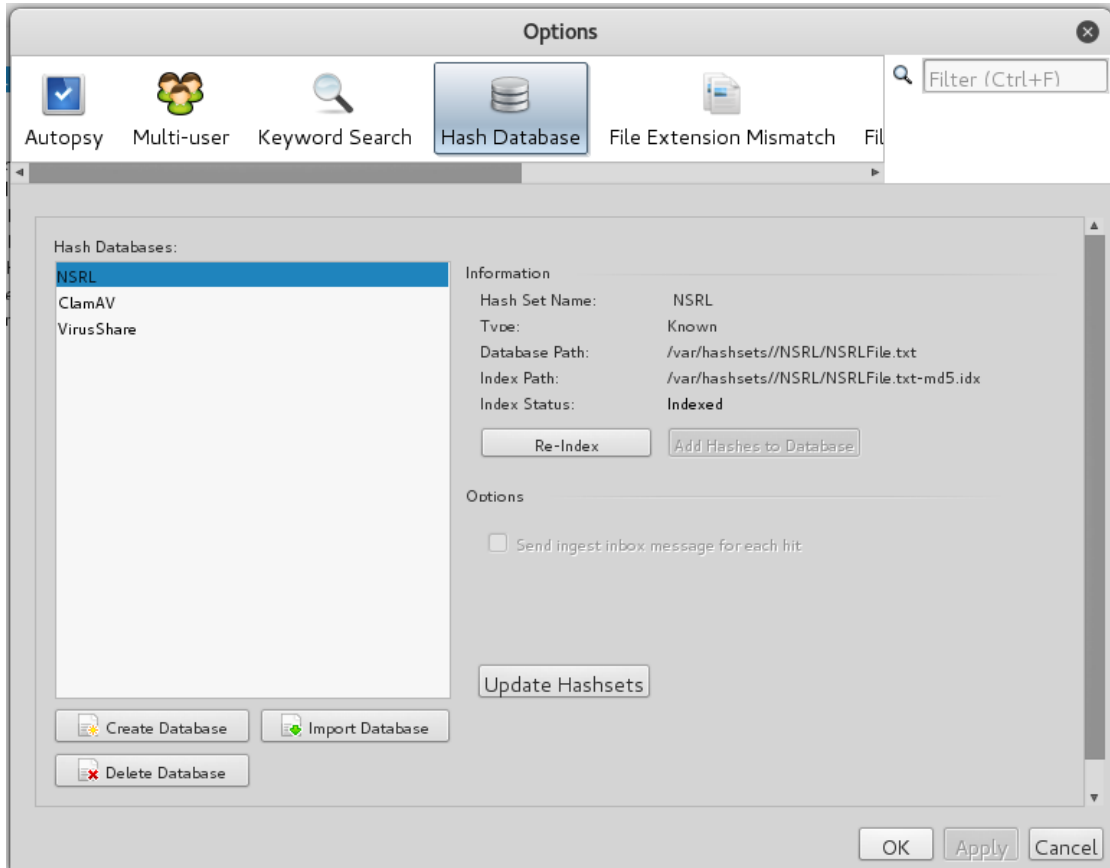 Options
Autopsy
Multi-user
Keyword Search
Hash Database
File Extension Mismatch
Fil
Filter (Ctrl+F)
Hash Databases:
NSRL
ClamAV
VirusShare
Information
Hash Set Name: NSRL
Type: Known
Database Path: /var/hashsets//NSRL/NSRLFile.txt
Index Path: /var/hashsets//NSRL/NSRLFile.txt-md5.idx
Index Status: Indexed
Re-Index
Add Hashes to Database
Options
Send ingest inbox message for each hit
Update Hashsets
Create Database
Import Database
Delete Database
OK
Apply
Cancel